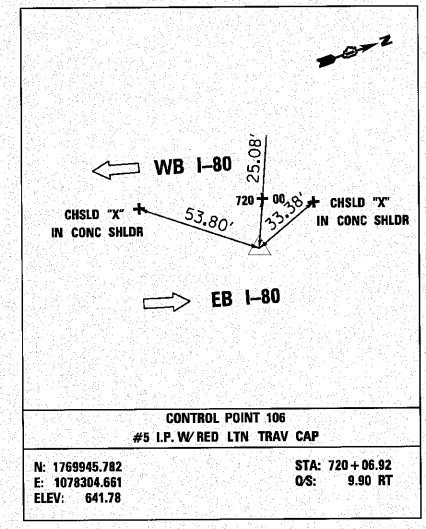 N
25.08'
WB I-80
720 00
CHSLD "X"
IN CONC SHLDR
53.80'
33.38'
CHSLD "X"
IN CONC SHLDR
EB I-80
CONTROL POINT 106
#5 I.P. W/RED LTN TRAV CAP
N: 1769945.782
E: 1078304.661
ELEV: 641.78
STA: 720+06.92
O/S: 9.90 RT